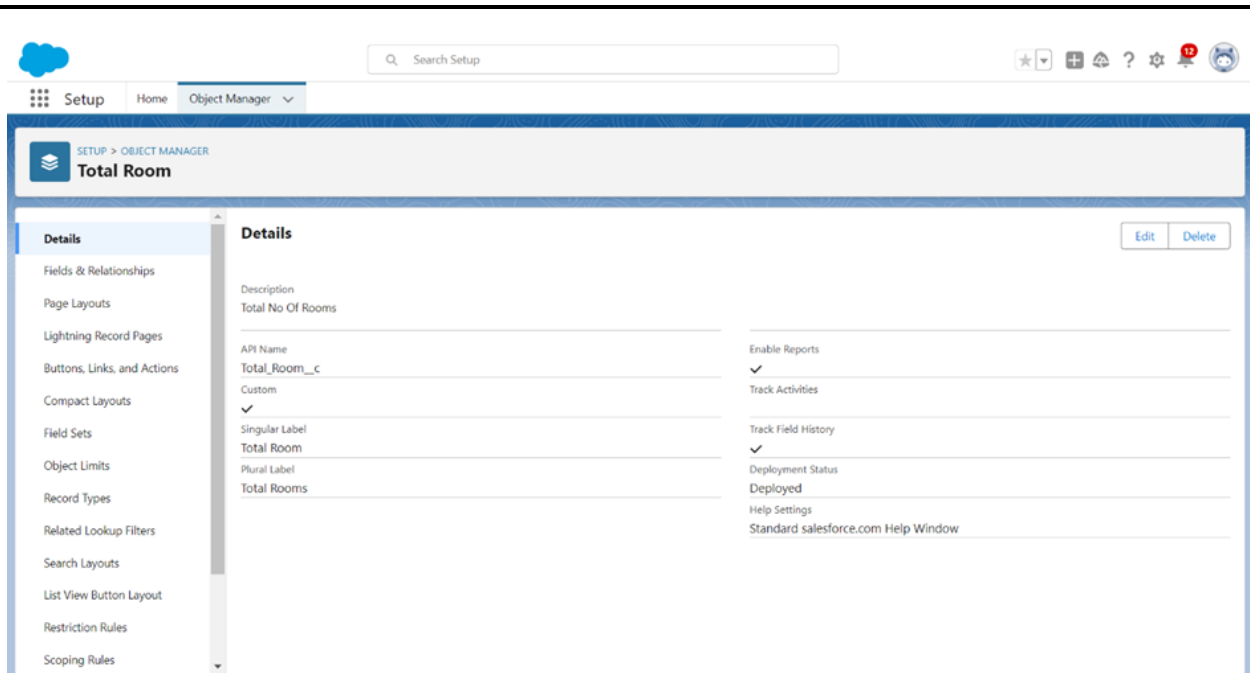 Search Setup
?
12
Setup
Home
Object Manager
SETUP > OBJECT MANAGER
Total Room
Details
Fields & Relationships
Page Layouts
Lightning Record Pages
Buttons, Links, and Actions
Compact Layouts
Field Sets
Object Limits
Record Types
Related Lookup Filters
Search Layouts
List View Button Layout
Restriction Rules
Scoping Rules
Details
Edit
Delete
Description
Total No Of Rooms
API Name
Total_Room__c
Custom
Singular Label
Total Room
Plural Label
Total Rooms
Enable Reports
Track Activities
Track Field History
Deployment Status
Deployed
Help Settings
Standard salesforce.com Help Window